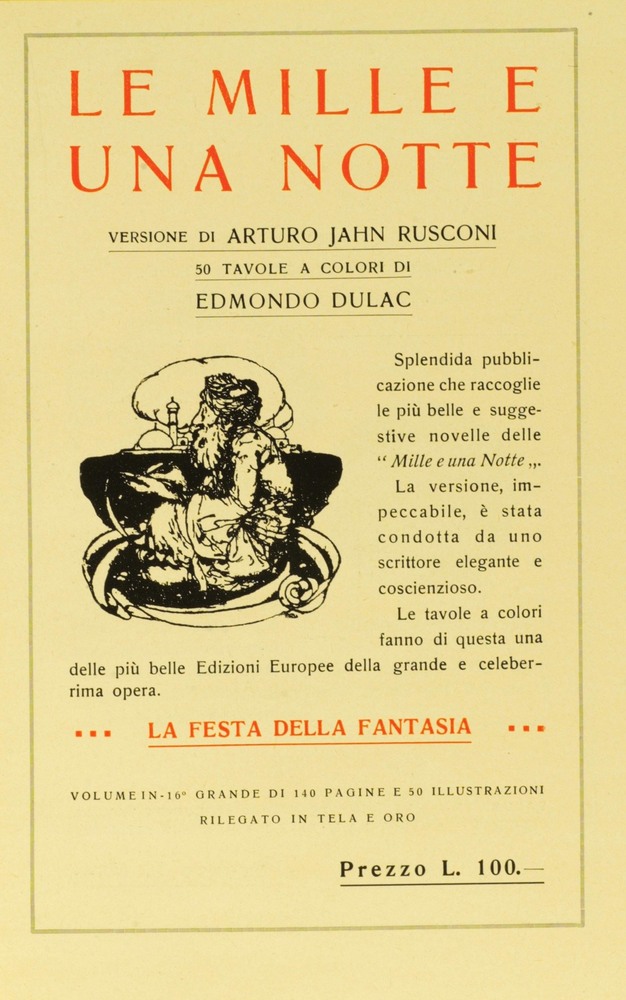 LE MILLE E
UNA NOTTE
VERSIONE DI ARTURO JAHN RUSCONI
50 TAVOLE A COLORI DI
EDMONDO DULAC
Splendida pubbli-
cazione che raccoglie
le più belle e sugge-
stive novelle delle
“ Mille e una Notte „.
La versione, im-
peccabile, è stata
condotta da uno
scrittore elegante e
coscienzioso.
Le tavole a colori
fanno di questa una
delle più belle Edizioni Europee della grande e celeber-
rima opera.
LA FESTA DELLA FANTASIA
VOLUME IN-16º GRANDE DI 140 PAGINE E 50 ILLUSTRAZIONI
RILEGATO IN TELA E ORO
Prezzo L. 100.—